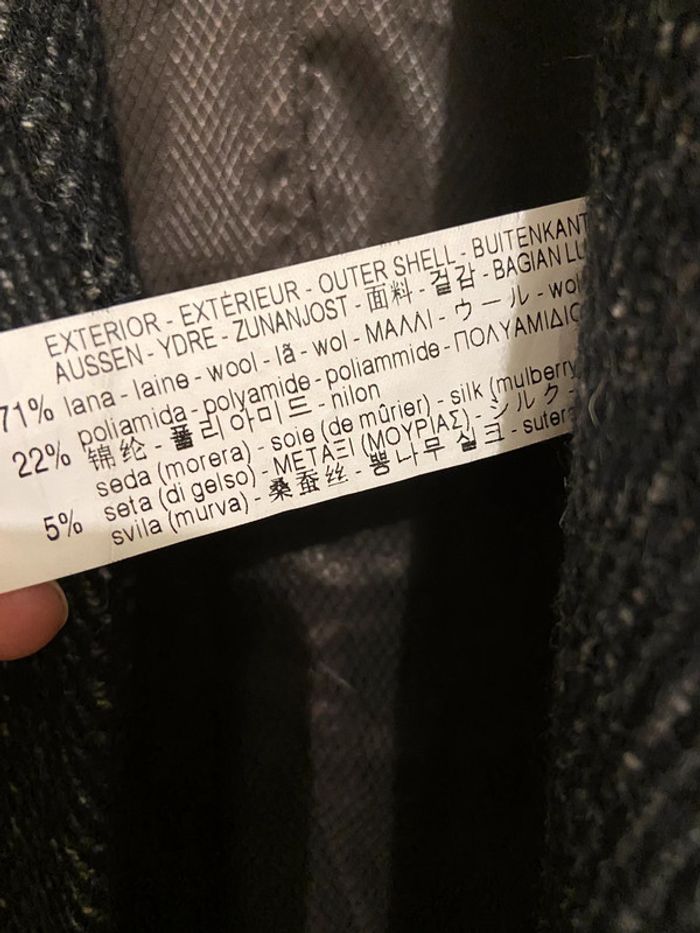 EXTERIOR - EXTÉRIEUR - OUTER SHELL - BUITENKANT
AUSSEN - YDRE - ZUNANJOST - 面料 - 겉감 - BAGIAN LU
71% lana - laine - wool - lã - wol - ΜΑΛΛΙ - ウール - wol
poliamida - polyamide - poliammide - ΠΟΛΥΑΜΙΔΙΟ
22% 锦纶 - 폴리아미드 - nilon
seda (morera) - soie (de mûrier) - silk (mulberry
5% seta (di gelso) - ΜΕΤΑΞΙ (ΜΟΥΡΙΑΣ) - シルク -
svila (murva) - 桑蚕丝 - 뽕나무 실크 - sutera